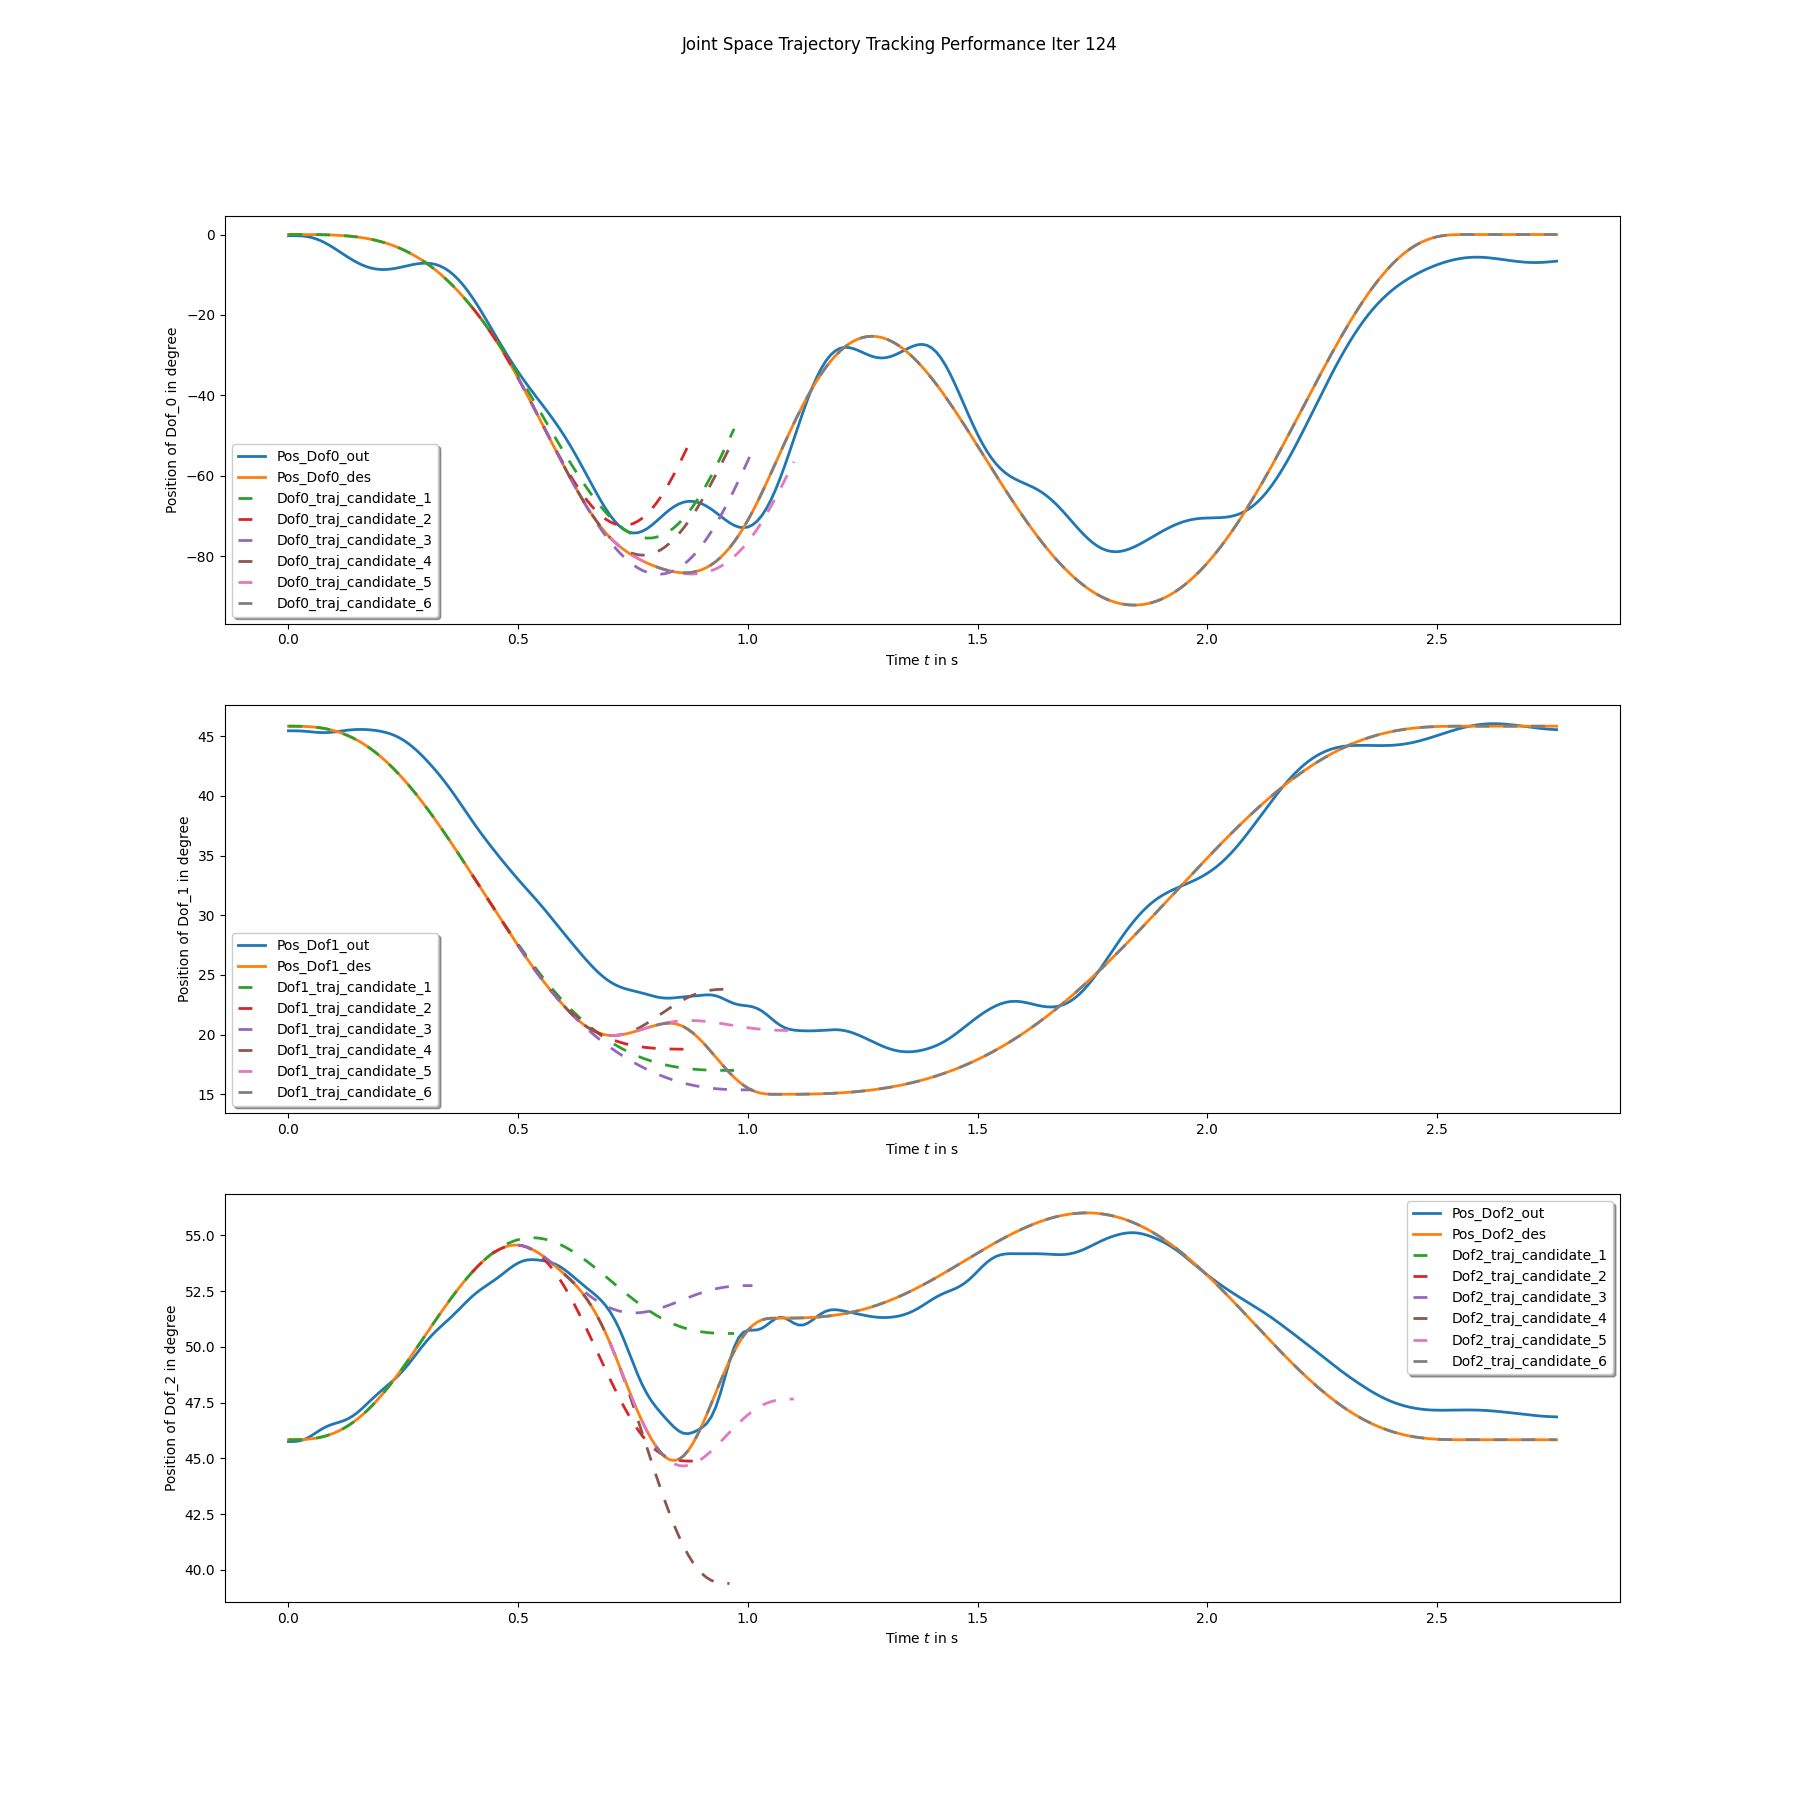 Joint Space Trajectory Tracking Performance Iter 124
Position of Dof_0 in degree
0
−20
−40
−60
−80
Pos_Dof0_out
Pos_Dof0_des
Dof0_traj_candidate_1
Dof0_traj_candidate_2
Dof0_traj_candidate_3
Dof0_traj_candidate_4
Dof0_traj_candidate_5
Dof0_traj_candidate_6
0.0 0.5 1.0 1.5 2.0 2.5
Time t in s
Position of Dof_1 in degree
45
40
35
30
25
20
15
Pos_Dof1_out
Pos_Dof1_des
Dof1_traj_candidate_1
Dof1_traj_candidate_2
Dof1_traj_candidate_3
Dof1_traj_candidate_4
Dof1_traj_candidate_5
Dof1_traj_candidate_6
0.0 0.5 1.0 1.5 2.0 2.5
Time t in s
Position of Dof_2 in degree
55.0
52.5
50.0
47.5
45.0
42.5
40.0
Pos_Dof2_out
Pos_Dof2_des
Dof2_traj_candidate_1
Dof2_traj_candidate_2
Dof2_traj_candidate_3
Dof2_traj_candidate_4
Dof2_traj_candidate_5
Dof2_traj_candidate_6
0.0 0.5 1.0 1.5 2.0 2.5
Time t in s